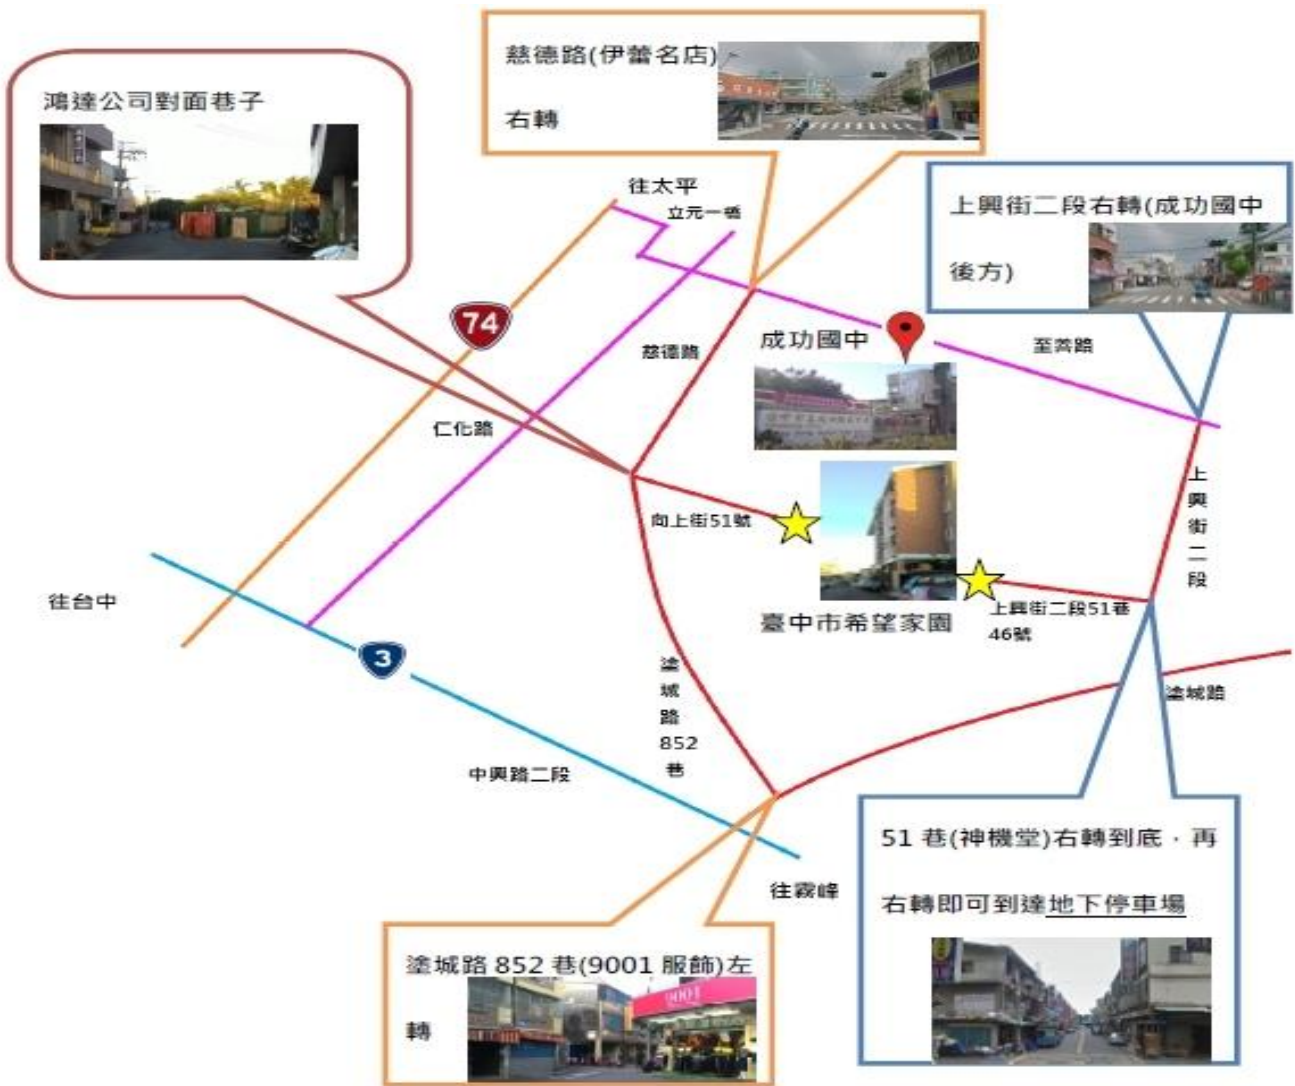 慈德路(伊蕾名店)
右轉
鴻達公司對面巷子
往太平
立元一橋
上興街二段右轉(成功國中
後方)
74
慈德路
成功國中
至善路
仁化路
向上街51號
上興街二段
往台中
臺中市希望家園
上興街二段51巷
46號
3
塗城路852巷
塗城路
中興路二段
往霧峰
51 巷(神機堂)右轉到底，再
右轉即可到達地下停車場
塗城路 852 巷(9001 服飾)左
轉
9001